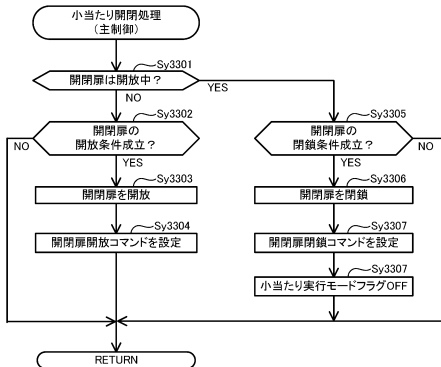 小当たり開閉処理
（主制御）
Sy3301
開閉扉は開放中？
YES
NO
Sy3302
開閉扉の
開放条件成立？
NO
YES
Sy3305
開閉扉の
閉鎖条件成立？
NO
YES
Sy3303
開閉扉を開放
Sy3306
開閉扉を閉鎖
Sy3304
開閉扉開放コマンドを設定
Sy3307
開閉扉閉鎖コマンドを設定
Sy3307
小当たり実行モードフラグOFF
RETURN